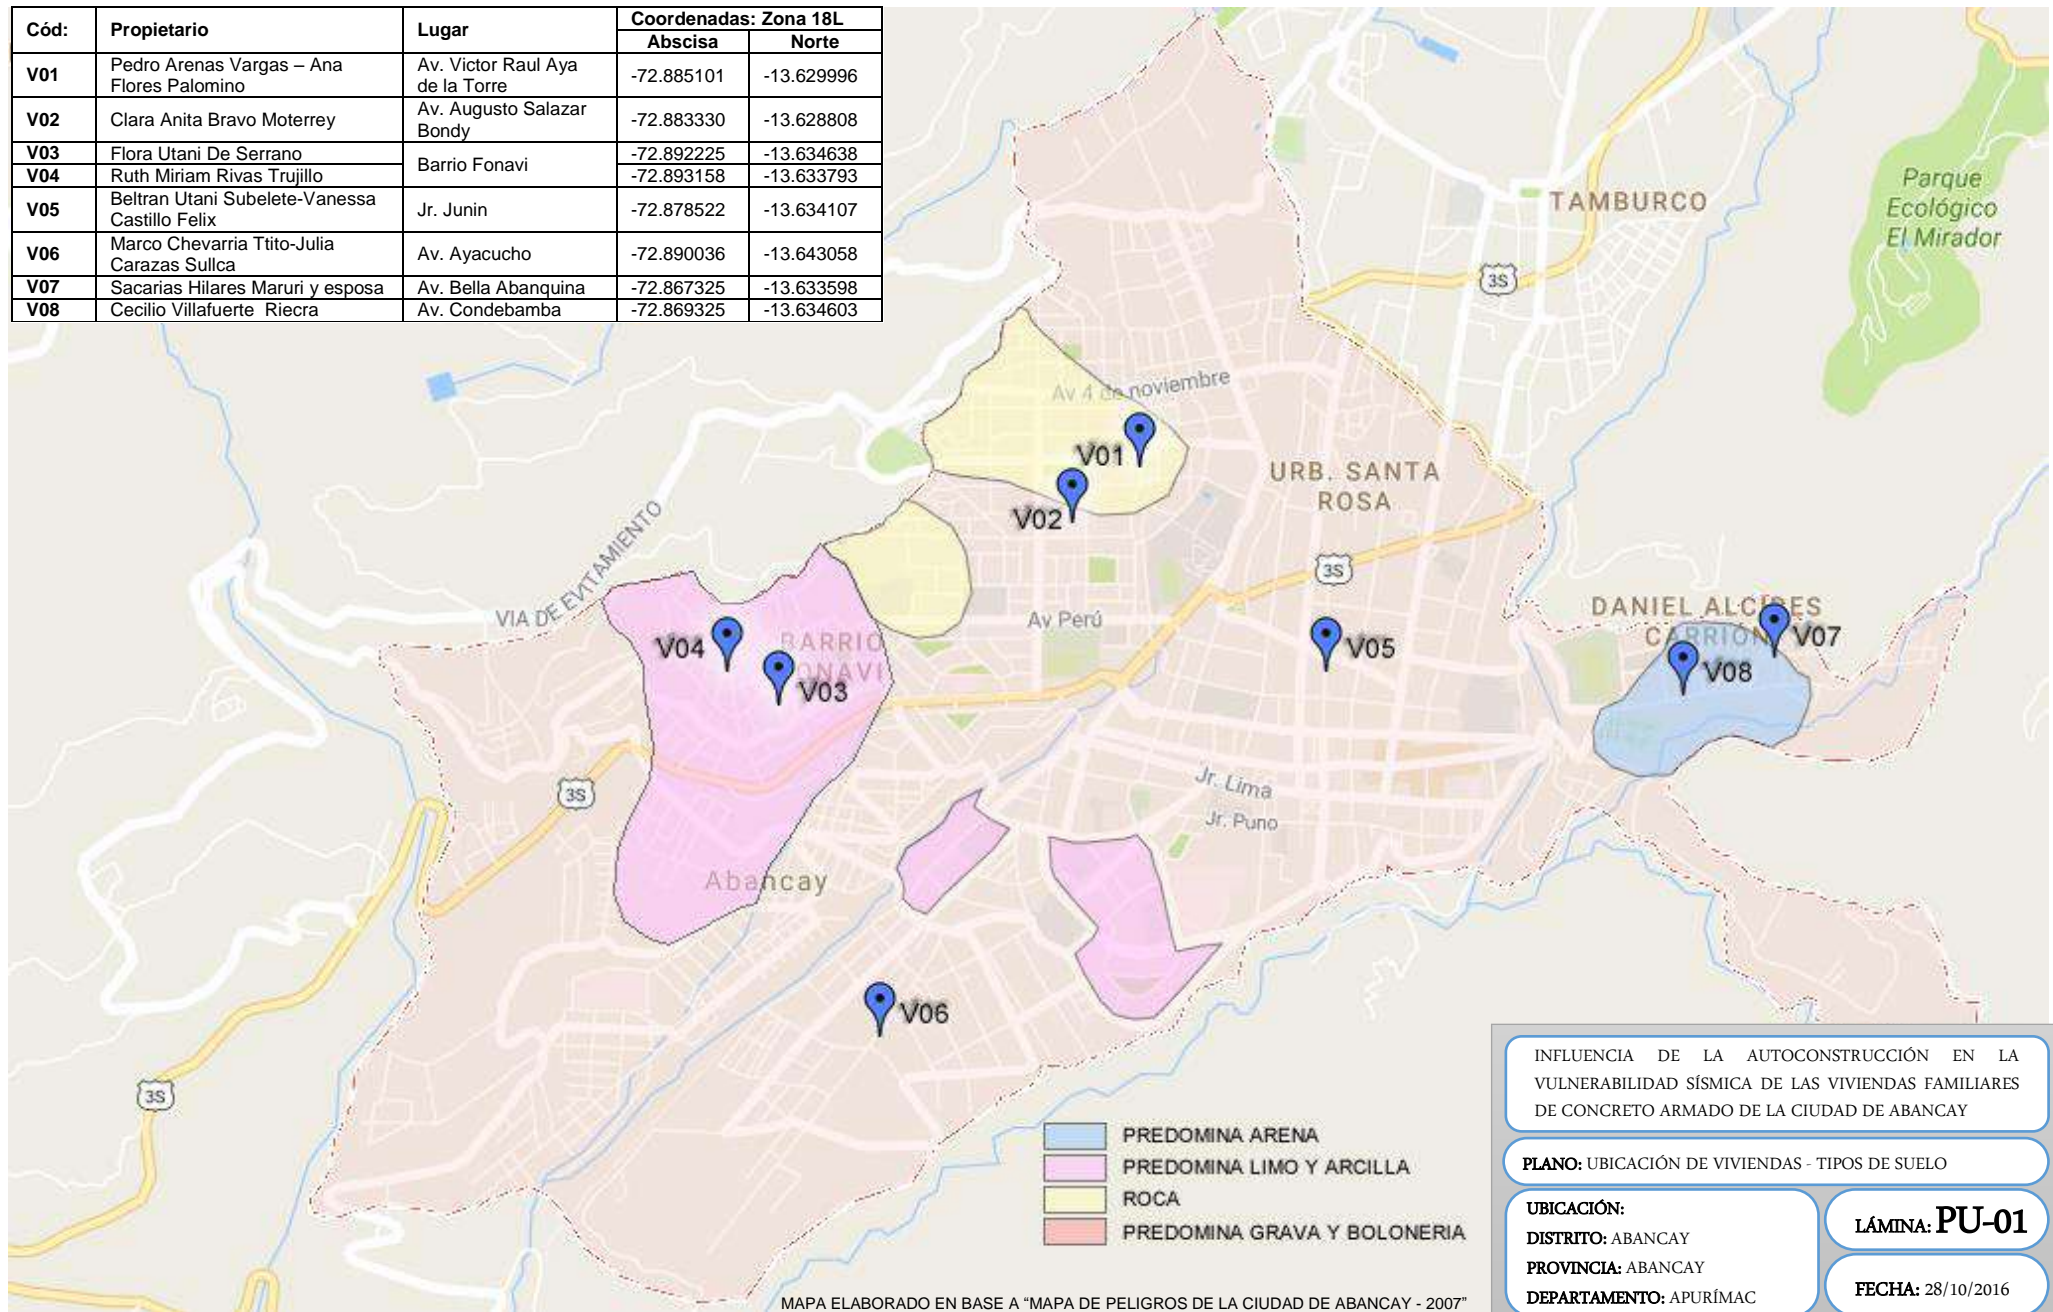 Cód: Propietario Lugar Coordenadas: Zona 18L
Abscisa Norte
V01 Pedro Arenas Vargas – Ana Flores Palomino Av. Victor Raul Aya de la Torre -72.885101 -13.629996
V02 Clara Anita Bravo Moterrey Av. Augusto Salazar Bondy -72.883330 -13.628808
V03 Flora Utani De Serrano Barrio Fonavi -72.892225 -13.634638
V04 Ruth Miriam Rivas Trujillo -72.893158 -13.633793
V05 Beltran Utani Subelete-Vanessa Castillo Felix Jr. Junin -72.878522 -13.634107
V06 Marco Chevarria Ttito-Julia Carazas Sullca Av. Ayacucho -72.890036 -13.643058
V07 Sacarias Hilares Maruri y esposa Av. Bella Abanquina -72.867325 -13.633598
V08 Cecilio Villafuerte Riecra Av. Condebamba -72.869325 -13.634603
Parque
Ecológico
El Mirador
TAMBURCO
3S
Av 4 de noviembre
V01
V02
URB. SANTA
ROSA
VIA DE EVITAMIENTO
3S
Av Perú
DANIEL ALCIDES
CARRIÓN
V07
V08
V05
V04
BARRIO
FONAVI
V03
3S
Jr. Lima
Jr. Puno
Abancay
V06
3S
PREDOMINA ARENA
PREDOMINA LIMO Y ARCILLA
ROCA
PREDOMINA GRAVA Y BOLONERIA
MAPA ELABORADO EN BASE A “MAPA DE PELIGROS DE LA CIUDAD DE ABANCAY - 2007”
INFLUENCIA DE LA AUTOCONSTRUCCIÓN EN LA
VULNERABILIDAD SÍSMICA DE LAS VIVIENDAS FAMILIARES
DE CONCRETO ARMADO DE LA CIUDAD DE ABANCAY
PLANO: UBICACIÓN DE VIVIENDAS - TIPOS DE SUELO
UBICACIÓN:
DISTRITO: ABANCAY
PROVINCIA: ABANCAY
DEPARTAMENTO: APURÍMAC
LÁMINA: PU-01
FECHA: 28/10/2016